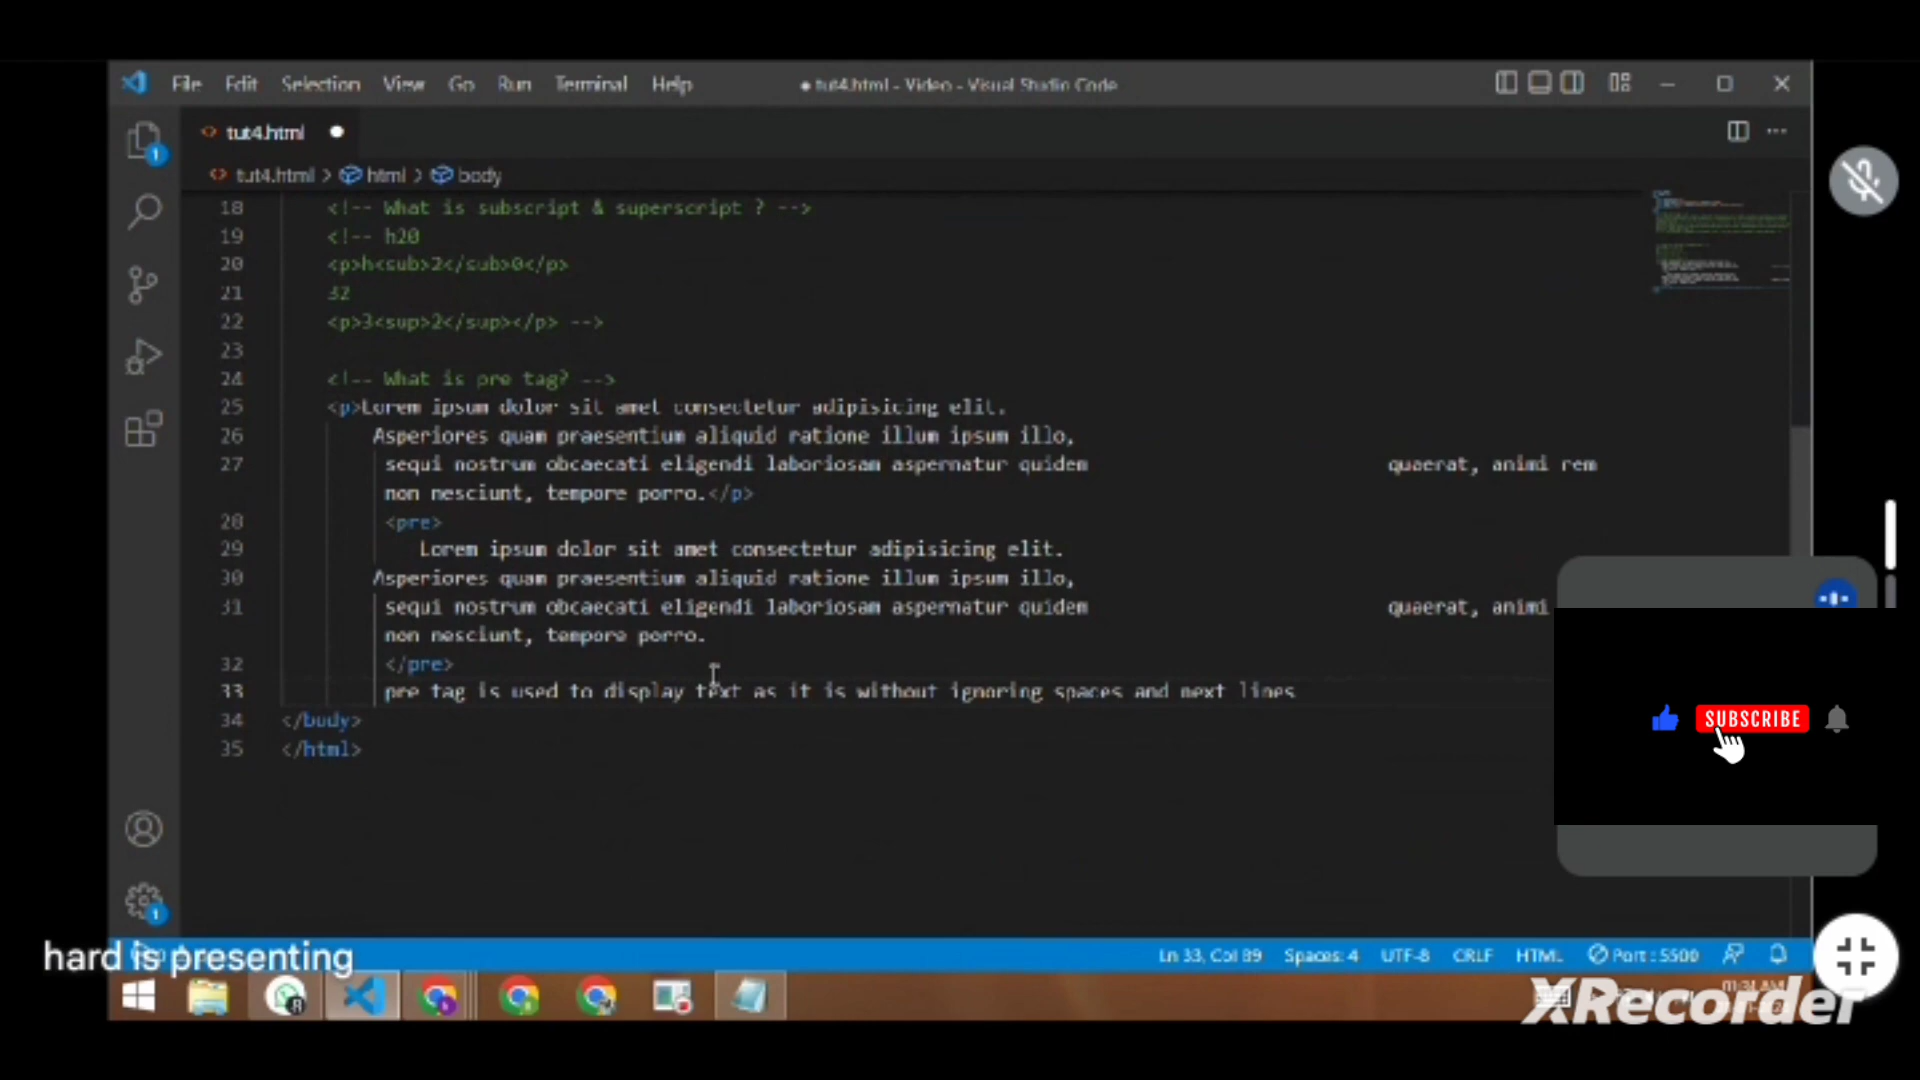 File Edit Selection View Go Run Terminal Help
● tut4.html - Video - Visual Studio Code
tut4.html
tut4.html > html > body
18 <!-- What is subscript & superscript ? -->
19 <!-- h20
20 <p>h<sub>2</sub>0</p>
21 32
22 <p>3<sup>2</sup></p> -->
23
24 <!-- What is pre tag? -->
25 <p>Lorem ipsum dolor sit amet consectetur adipisicing elit.
26 Asperiores quam praesentium aliquid ratione illum ipsum illo,
27 sequi nostrum obcaecati eligendi laboriosam aspernatur quidem quaerat, animi rem
non nesciunt, tempore porro.</p>
28 <pre>
29 Lorem ipsum dolor sit amet consectetur adipisicing elit.
30 Asperiores quam praesentium aliquid ratione illum ipsum illo,
31 sequi nostrum obcaecati eligendi laboriosam aspernatur quidem quaerat, animi
non nesciunt, tempore porro.
32 </pre>
33 pre tag is used to display text as it is without ignoring spaces and next lines
34 </body>
35 </html>
SUBSCRIBE
hard is presenting
Ln 33, Col 89 Spaces: 4 UTF-8 CRLF HTML Port : 5500
XRecorder